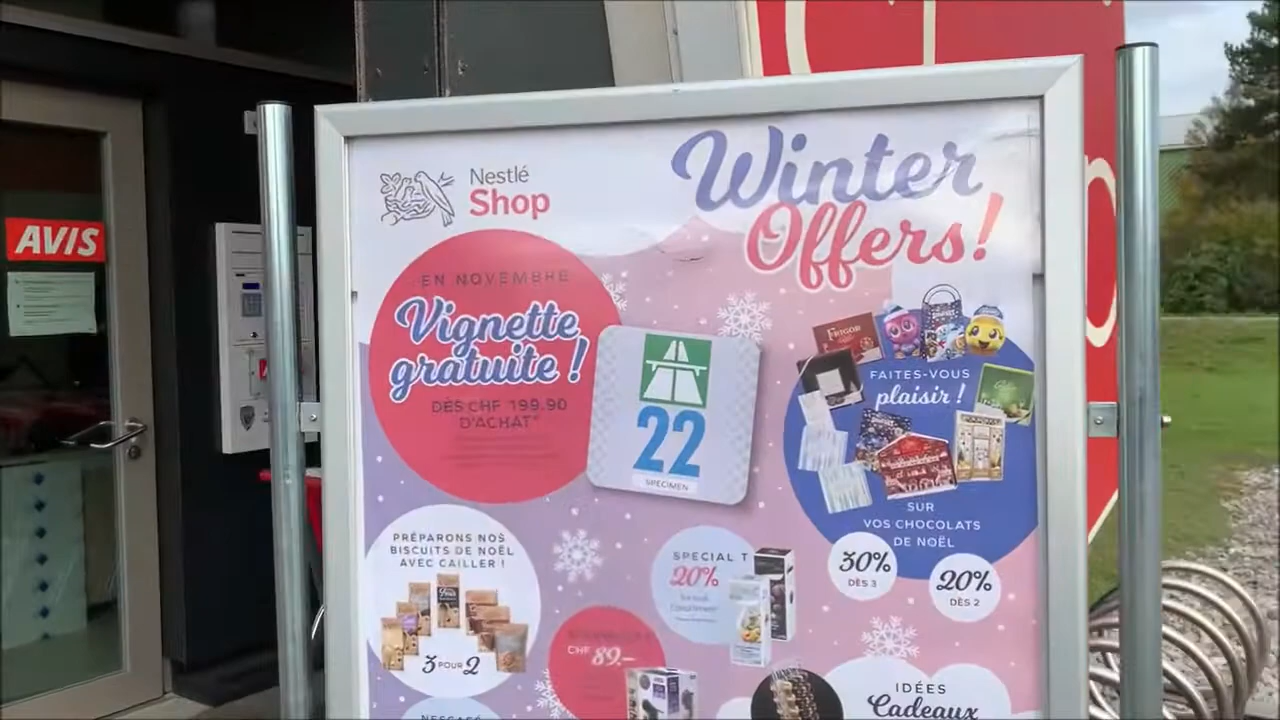 Nestlé
Shop
Winter
Offers!
AVIS
EN NOVEMBRE
Vignette
gratuite !
DÈS CHF 199.90
D'ACHAT*
22
SPECIMEN
FRIGOR
FAITES-VOUS
plaisir !
SUR
VOS CHOCOLATS
DE NOËL
30%
DÈS 3
20%
DÈS 2
PRÉPARONS NOS
BISCUITS DE NOËL
AVEC CAILLER !
3 POUR 2
SPECIAL T
20%
CHF 89.-
IDÉES
Cadeaux
NESCAFÉ